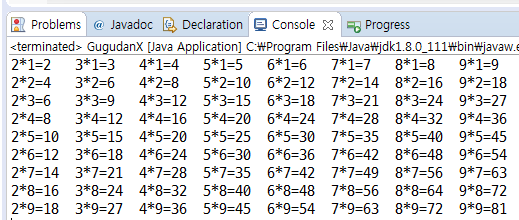 Problems @ Javadoc Declaration Console Progress
<terminated> GugudanX [Java Application] C:₩Program Files₩Java₩jdk1.8.0_111₩bin₩javaw.e
2*1=2 3*1=3 4*1=4 5*1=5 6*1=6 7*1=7 8*1=8 9*1=9
2*2=4 3*2=6 4*2=8 5*2=10 6*2=12 7*2=14 8*2=16 9*2=18
2*3=6 3*3=9 4*3=12 5*3=15 6*3=18 7*3=21 8*3=24 9*3=27
2*4=8 3*4=12 4*4=16 5*4=20 6*4=24 7*4=28 8*4=32 9*4=36
2*5=10 3*5=15 4*5=20 5*5=25 6*5=30 7*5=35 8*5=40 9*5=45
2*6=12 3*6=18 4*6=24 5*6=30 6*6=36 7*6=42 8*6=48 9*6=54
2*7=14 3*7=21 4*7=28 5*7=35 6*7=42 7*7=49 8*7=56 9*7=63
2*8=16 3*8=24 4*8=32 5*8=40 6*8=48 7*8=56 8*8=64 9*8=72
2*9=18 3*9=27 4*9=36 5*9=45 6*9=54 7*9=63 8*9=72 9*9=81